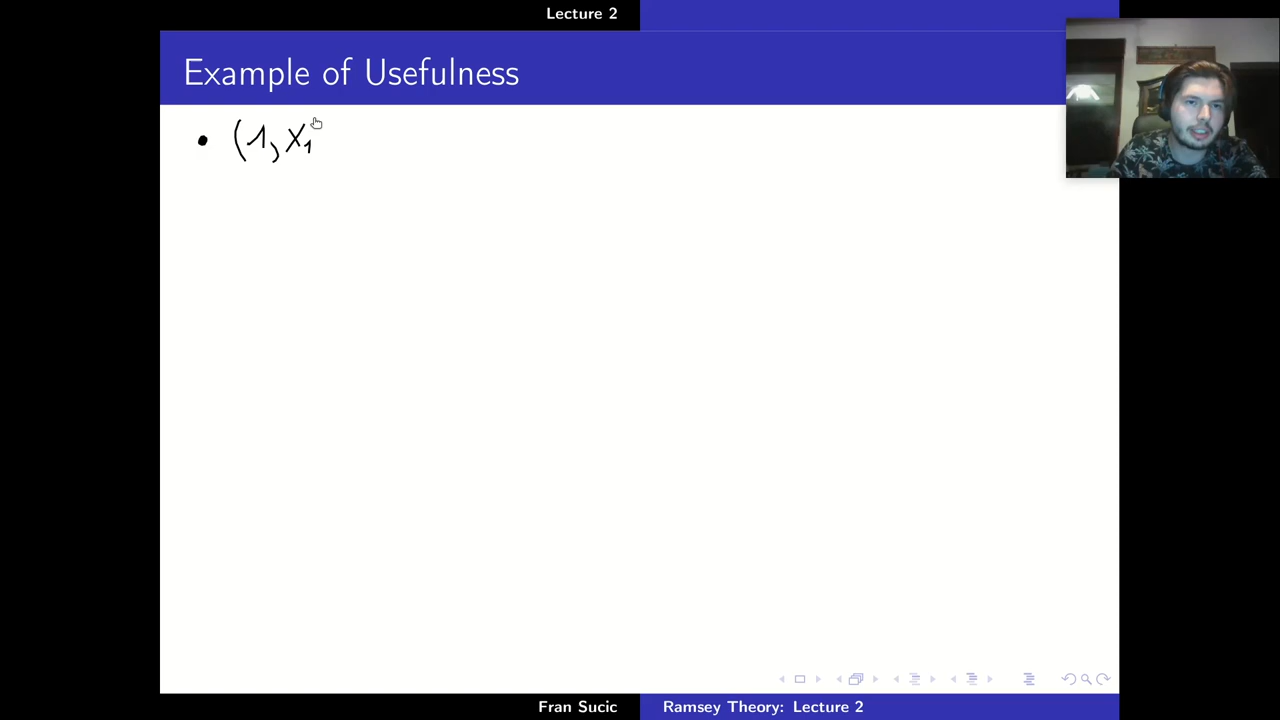 Lecture 2
Example of Usefulness
• (1, x₁
Fran Sucic
Ramsey Theory: Lecture 2